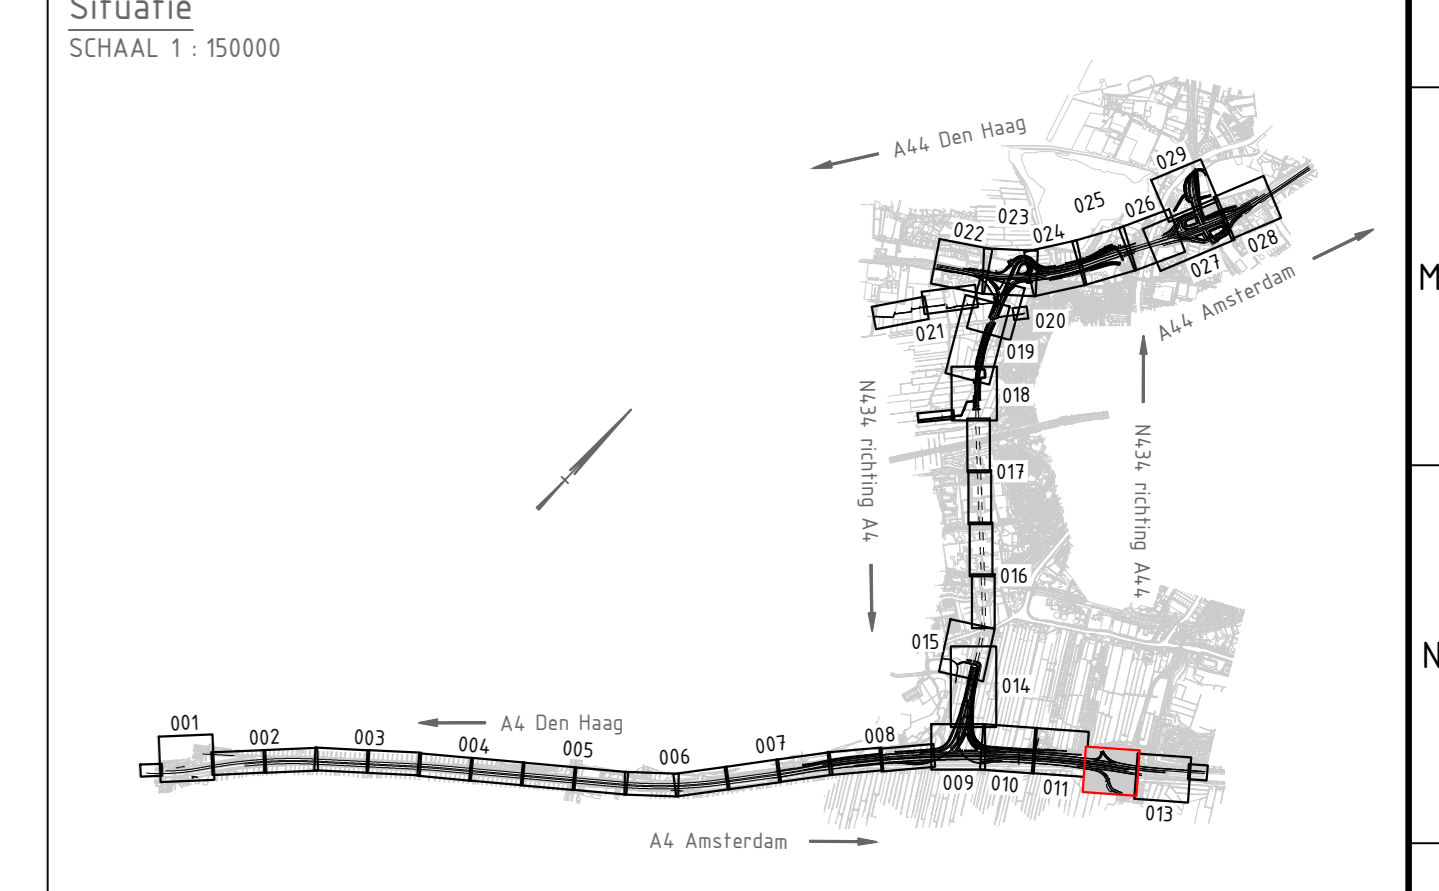 Situatie
SCHAAL 1 : 150000
A44 Den Haag
029
025
026
023
022
024
028
027
A44 Amsterdam
021
020
019
018
N434 richting A4
N434 richting A44
017
016
015
014
001
A4 Den Haag
002
003
004
005
006
007
008
009
010
011
013
A4 Amsterdam
M
N